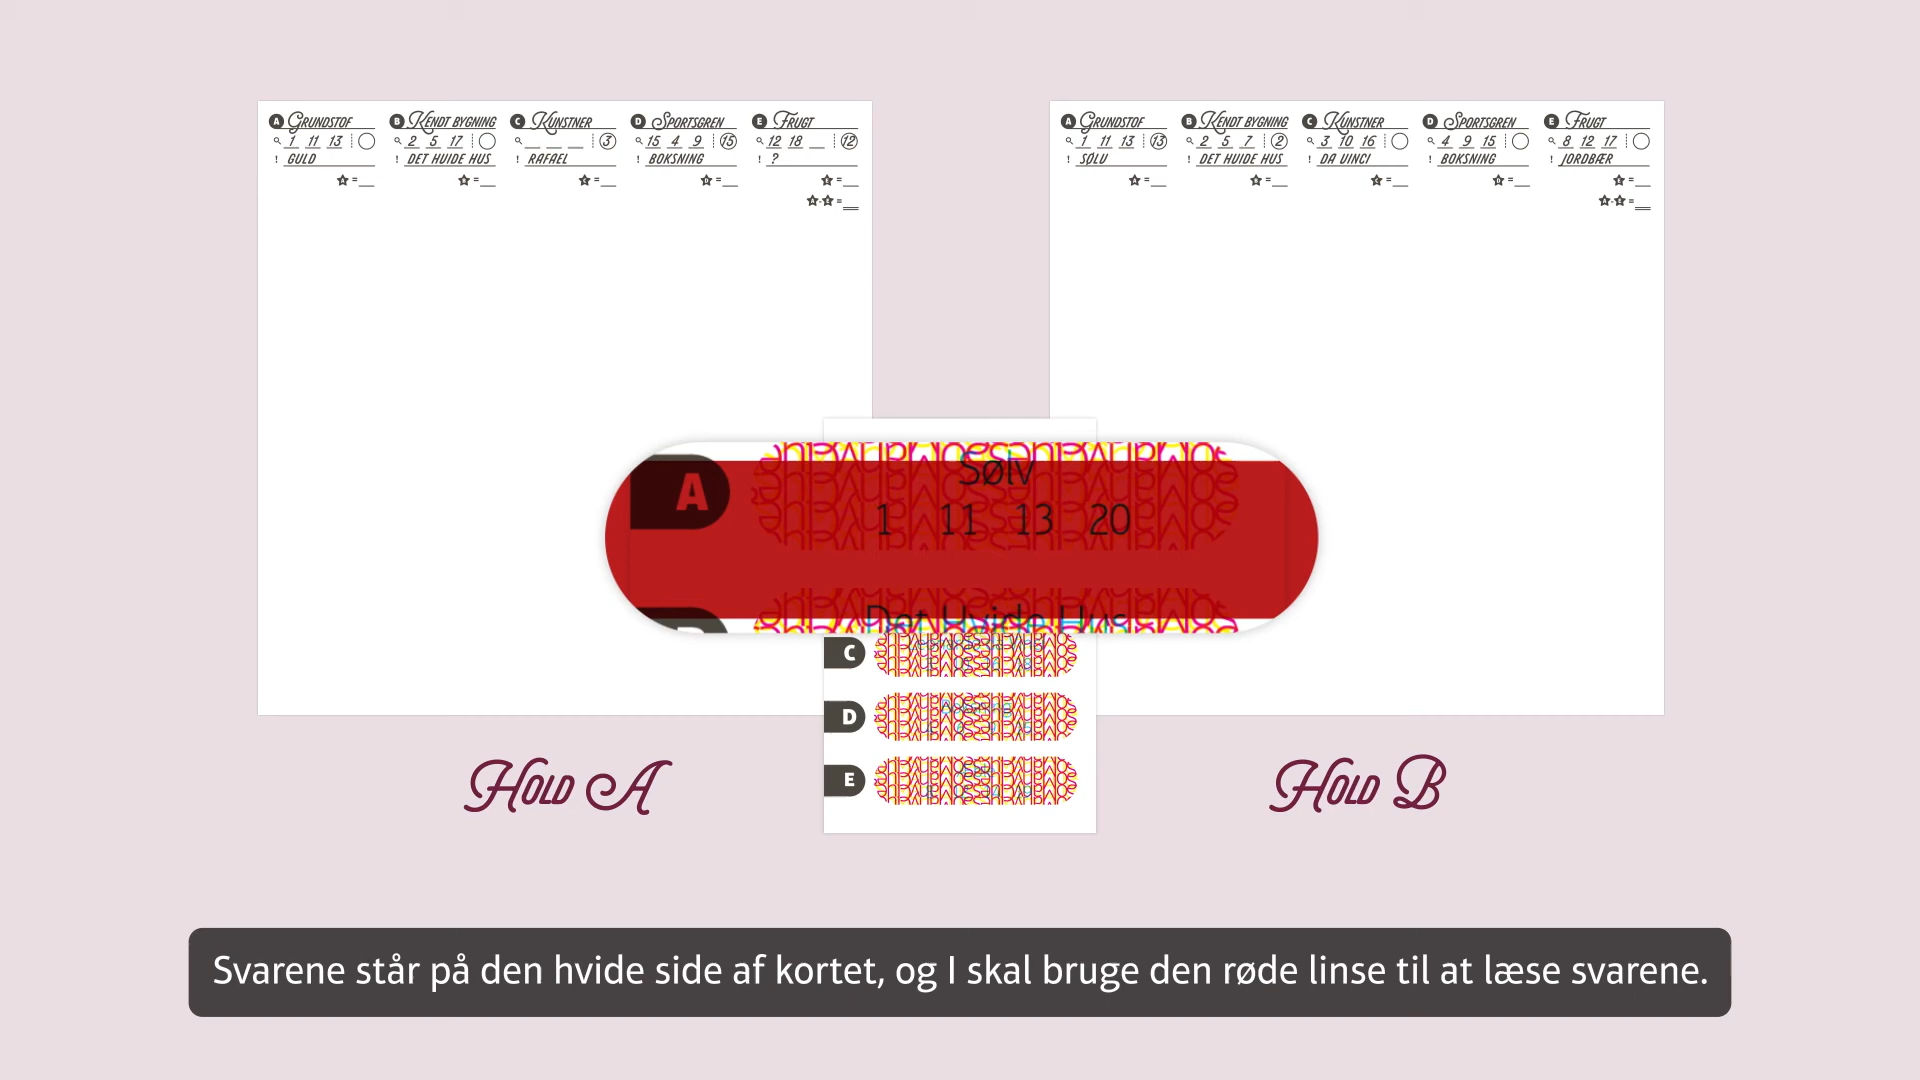 A GRUNDSTOF B KENDT BYGNING C KUNSTNER D SPORTSGREN E FRUGT
1 11 13 2 5 17 _ _ _ 3 15 4 9 15 12 18 _ 12
! GULD ! DET HVIDE HUS ! RAFAEL ! BOKSNING ! ?
=__ =__ =__ =__ =__
- =__
A GRUNDSTOF B KENDT BYGNING C KUNSTNER D SPORTSGREN E FRUGT
1 11 13 13 2 5 7 2 3 10 16 4 9 15 8 12 17
! SØLV ! DET HVIDE HUS ! DA VINCI ! BOKSNING ! JORDBÆR
=__ =__ =__ =__ =__
- =__
A Sølv
1 11 13 20
Det Hvide Hus
C
D
E
HOLD A
HOLD B
Svarene står på den hvide side af kortet, og I skal bruge den røde linse til at læse svarene.